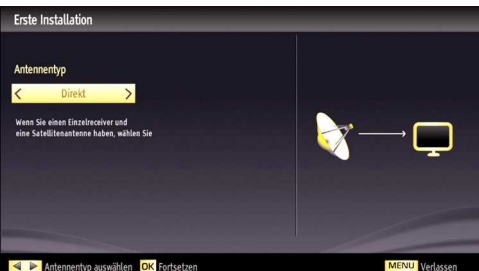 Erste Installation
Antennentyp
Direkt
Wenn Sie einen Einzelreceiver und
eine Satellitenantenne haben, wählen Sie
Antennentyp auswählen OK Fortsetzen
MENU Verlassen